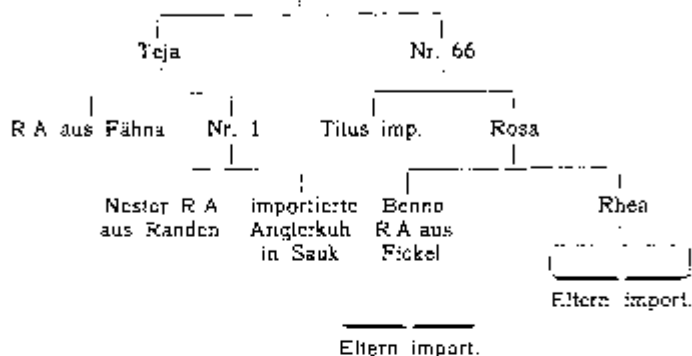 Teja Nr. 66
R A aus Fähna Nr. 1 Titus imp. Rosa
Nestor R A importierte Benno Rhea
aus Randen Anglerkuh R A aus
in Sauk Fickel
Eltern import.
Eltern import.